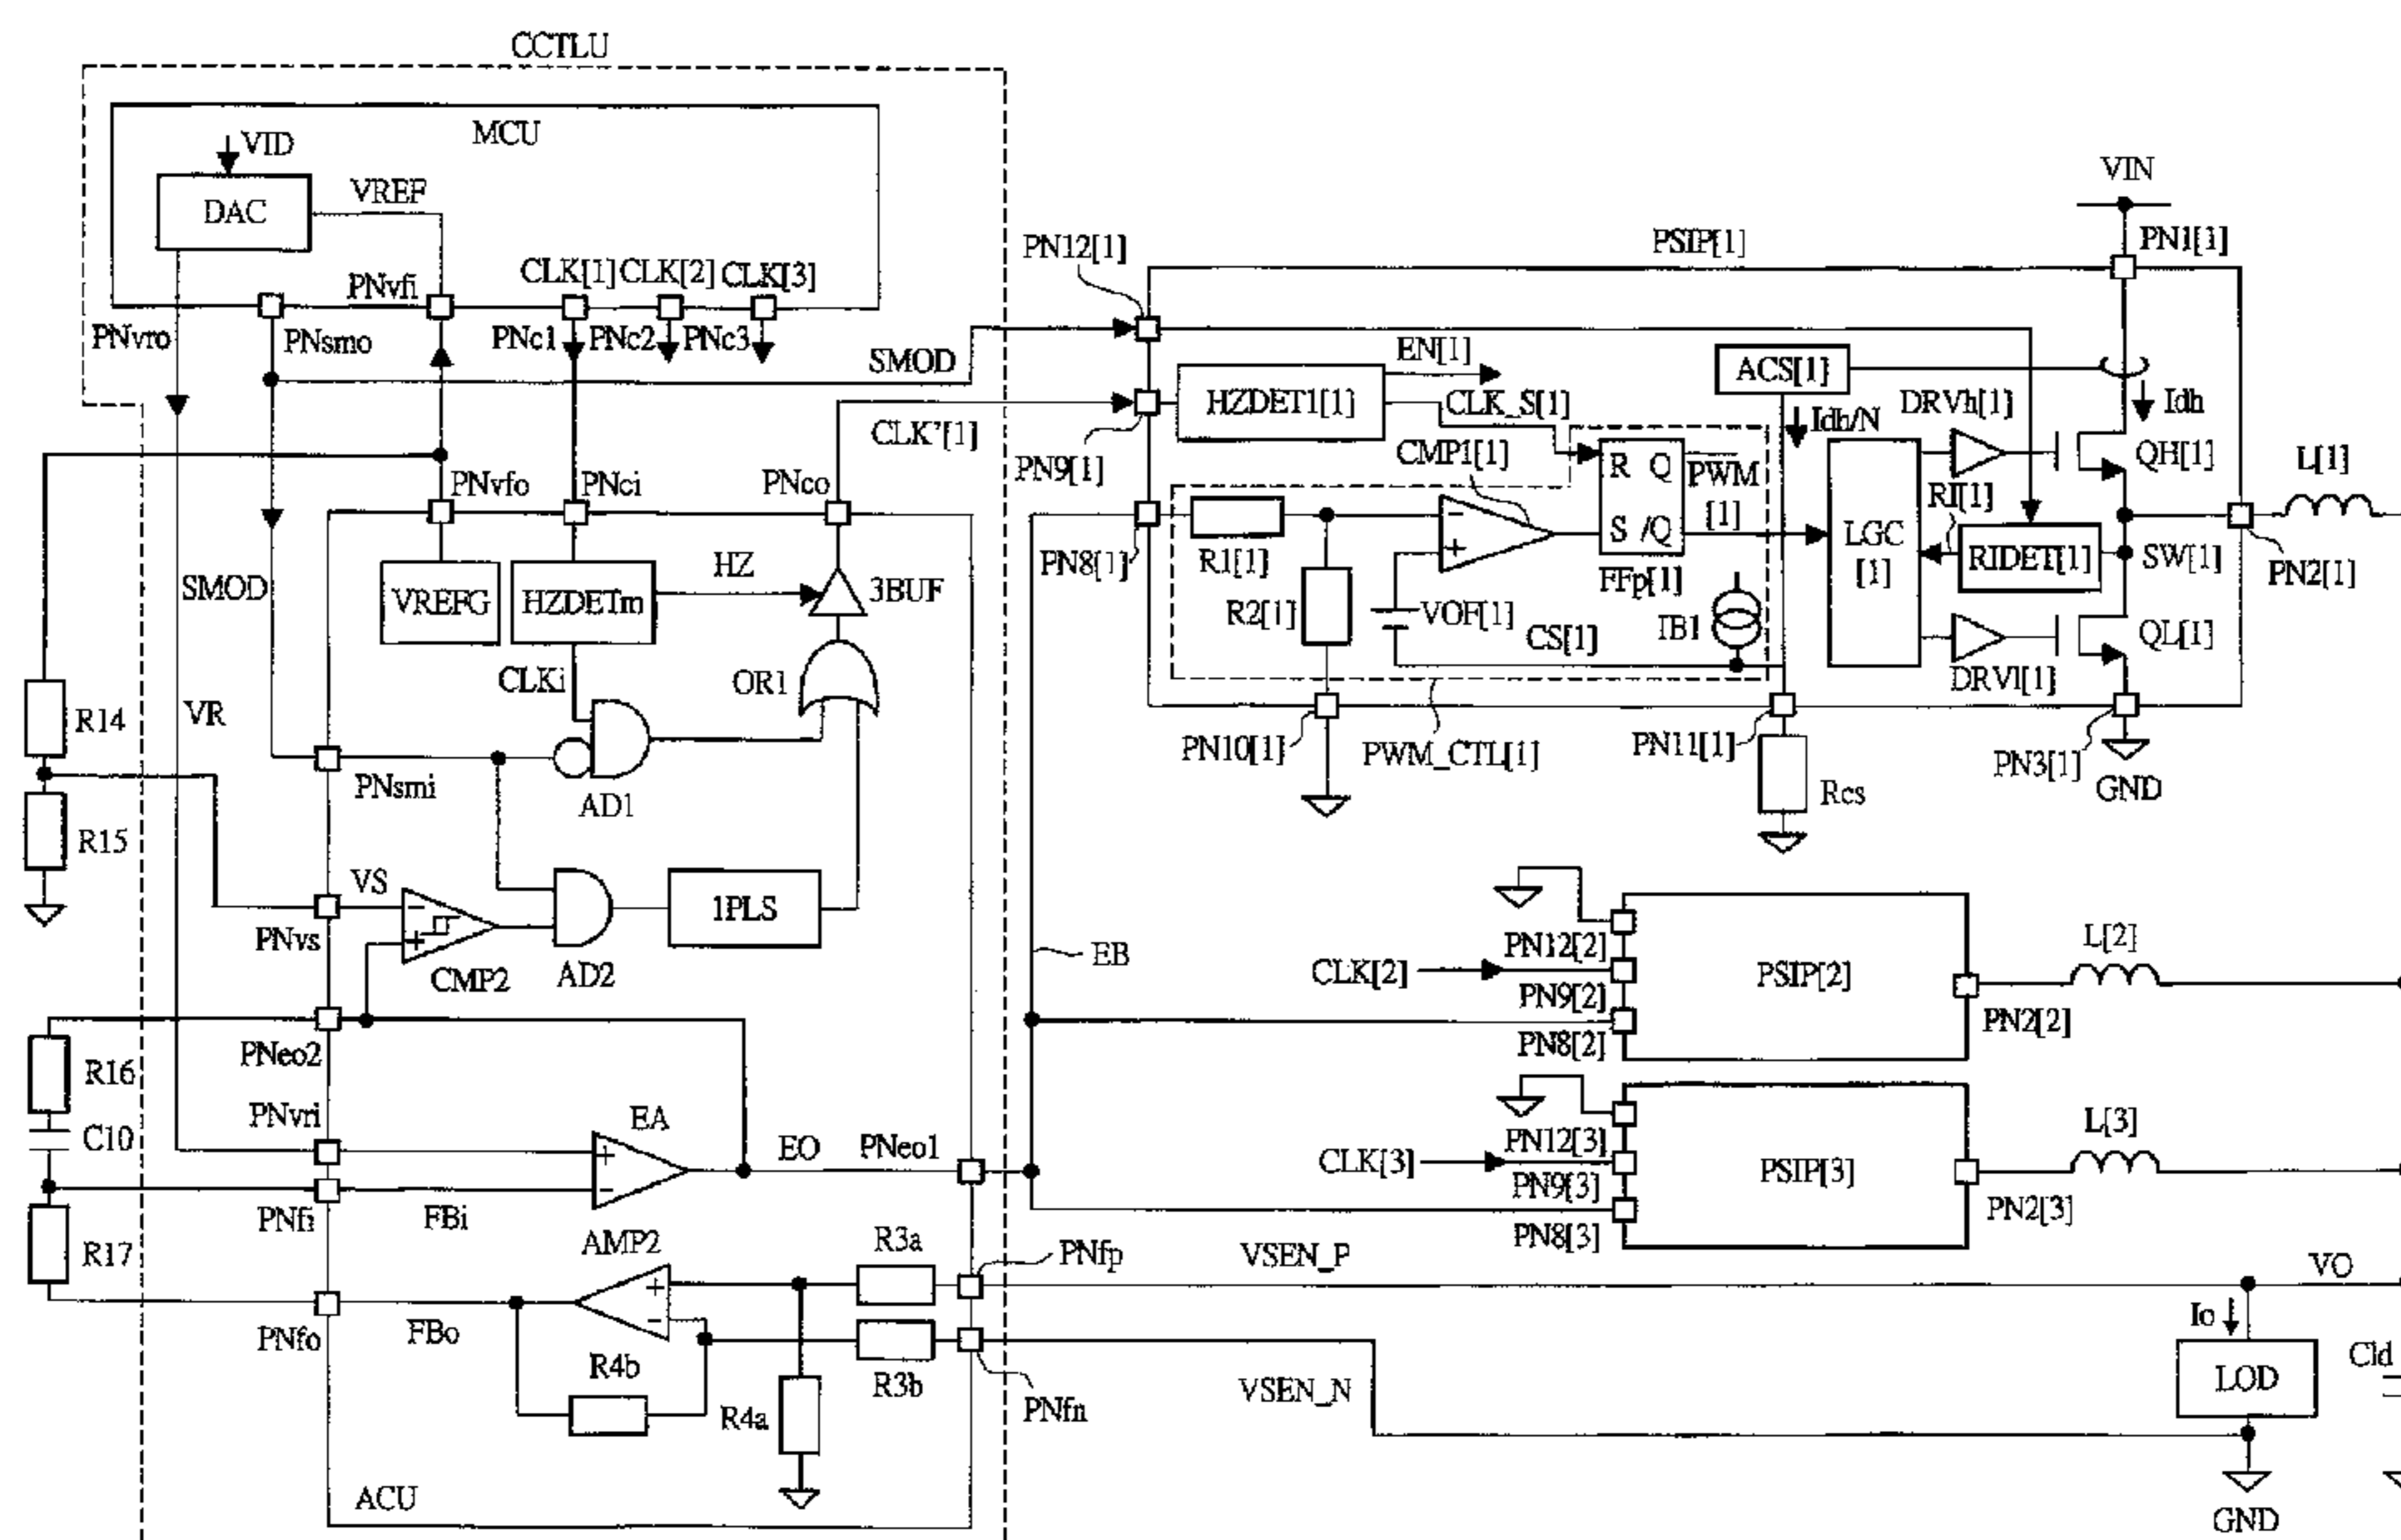 CCTLU
MCU
VID
DAC
VREF
PNvfi
CLK[1]
CLK[2]
CLK[3]
PNvro
PNsmo
PNc1
PNc2
PNc3
SMOD
CLK'[1]
PNvfo
PNci
PNco
SMOD
VREFG
HZDETm
HZ
3BUF
CLKi
OR1
R14
VR
PNsmi
AD1
R15
VS
PNvs
CMP2
AD2
1PLS
PNeo2
R16
PNvri
C10
EA
EO
PNeo1
PNfi
FBi
R17
AMP2
R3a
PNfp
PNfo
FBo
R4b
R4a
R3b
PNfn
ACU
+
-
+
-
+
-
EB
VIN
PN12[1]
PSIP[1]
PN1[1]
EN[1]
ACS[1]
HZDET1[1]
CLK_S[1]
Idh/N
DRVh[1]
Idh
PN9[1]
CMP1[1]
R Q
S /Q
PWM
[1]
QH[1]
L[1]
RI[1]
PN8[1]
R1[1]
-
+
FFp[1]
LGC
[1]
RIDET[1]
SW[1]
PN2[1]
R2[1]
VOF[1]
CS[1]
IB1
QL[1]
DRVl[1]
PN10[1]
PWM_CTL[1]
PN11[1]
PN3[1]
Rcs
GND
PN12[2]
CLK[2]
PN9[2]
PSIP[2]
L[2]
PN8[2]
PN2[2]
PN12[3]
CLK[3]
PN9[3]
PSIP[3]
L[3]
PN8[3]
PN2[3]
VSEN_P
VO
Io
LOD
Cld
VSEN_N
GND